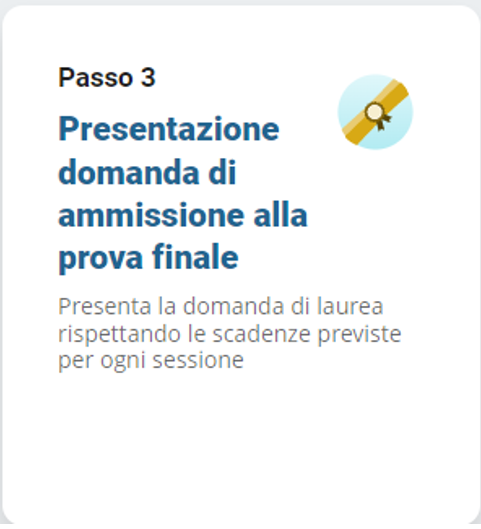 Passo 3
Presentazione
domanda di
ammissione alla
prova finale
Presenta la domanda di laurea
rispettando le scadenze previste
per ogni sessione